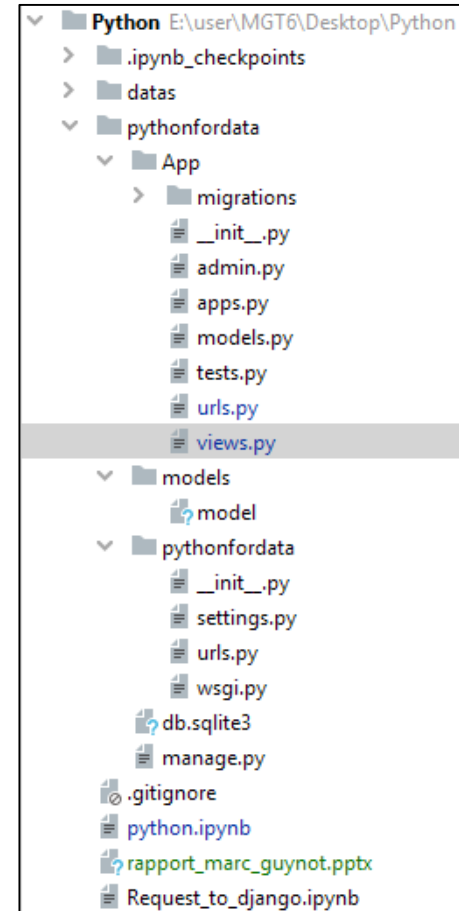 Python E:\user\MGT6\Desktop\Python
.ipynb_checkpoints
datas
pythonfordata
App
migrations
__init__.py
admin.py
apps.py
models.py
tests.py
urls.py
views.py
models
model
pythonfordata
__init__.py
settings.py
urls.py
wsgi.py
db.sqlite3
manage.py
.gitignore
python.ipynb
rapport_marc_guynot.pptx
Request_to_django.ipynb